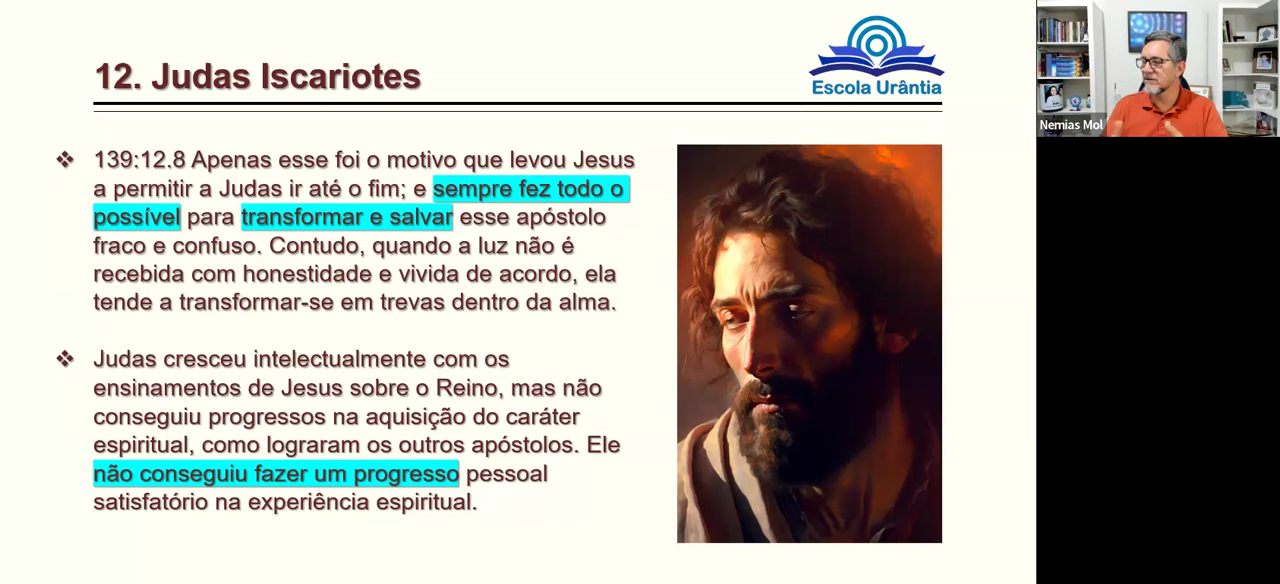 12. Judas Iscariotes
Escola Urântia
Nemias Mol
❖ 139:12.8 Apenas esse foi o motivo que levou Jesus
a permitir a Judas ir até o fim; e sempre fez todo o
possível para transformar e salvar esse apóstolo
fraco e confuso. Contudo, quando a luz não é
recebida com honestidade e vivida de acordo, ela
tende a transformar-se em trevas dentro da alma.
❖ Judas cresceu intelectualmente com os
ensinamentos de Jesus sobre o Reino, mas não
conseguiu progressos na aquisição do caráter
espiritual, como lograram os outros apóstolos. Ele
não conseguiu fazer um progresso pessoal
satisfatório na experiência espiritual.